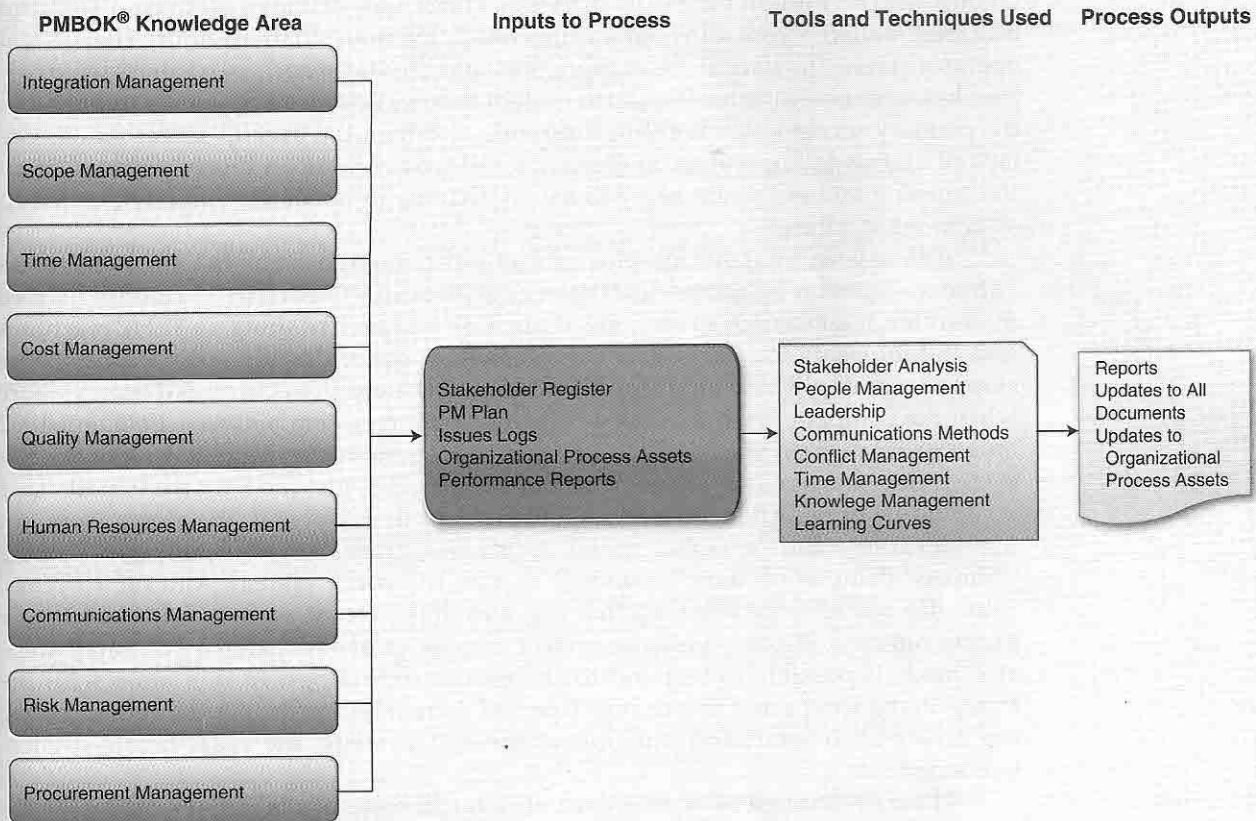 PMBOK® Knowledge Area
Inputs to Process
Tools and Techniques Used
Process Outputs
Integration Management
Scope Management
Time Management
Cost Management
Quality Management
Human Resources Management
Communications Management
Risk Management
Procurement Management
Stakeholder Register
PM Plan
Issues Logs
Organizational Process Assets
Performance Reports
Stakeholder Analysis
People Management
Leadership
Communications Methods
Conflict Management
Time Management
Knowlege Management
Learning Curves
Reports
Updates to All
Documents
Updates to
Organizational
Process Assets